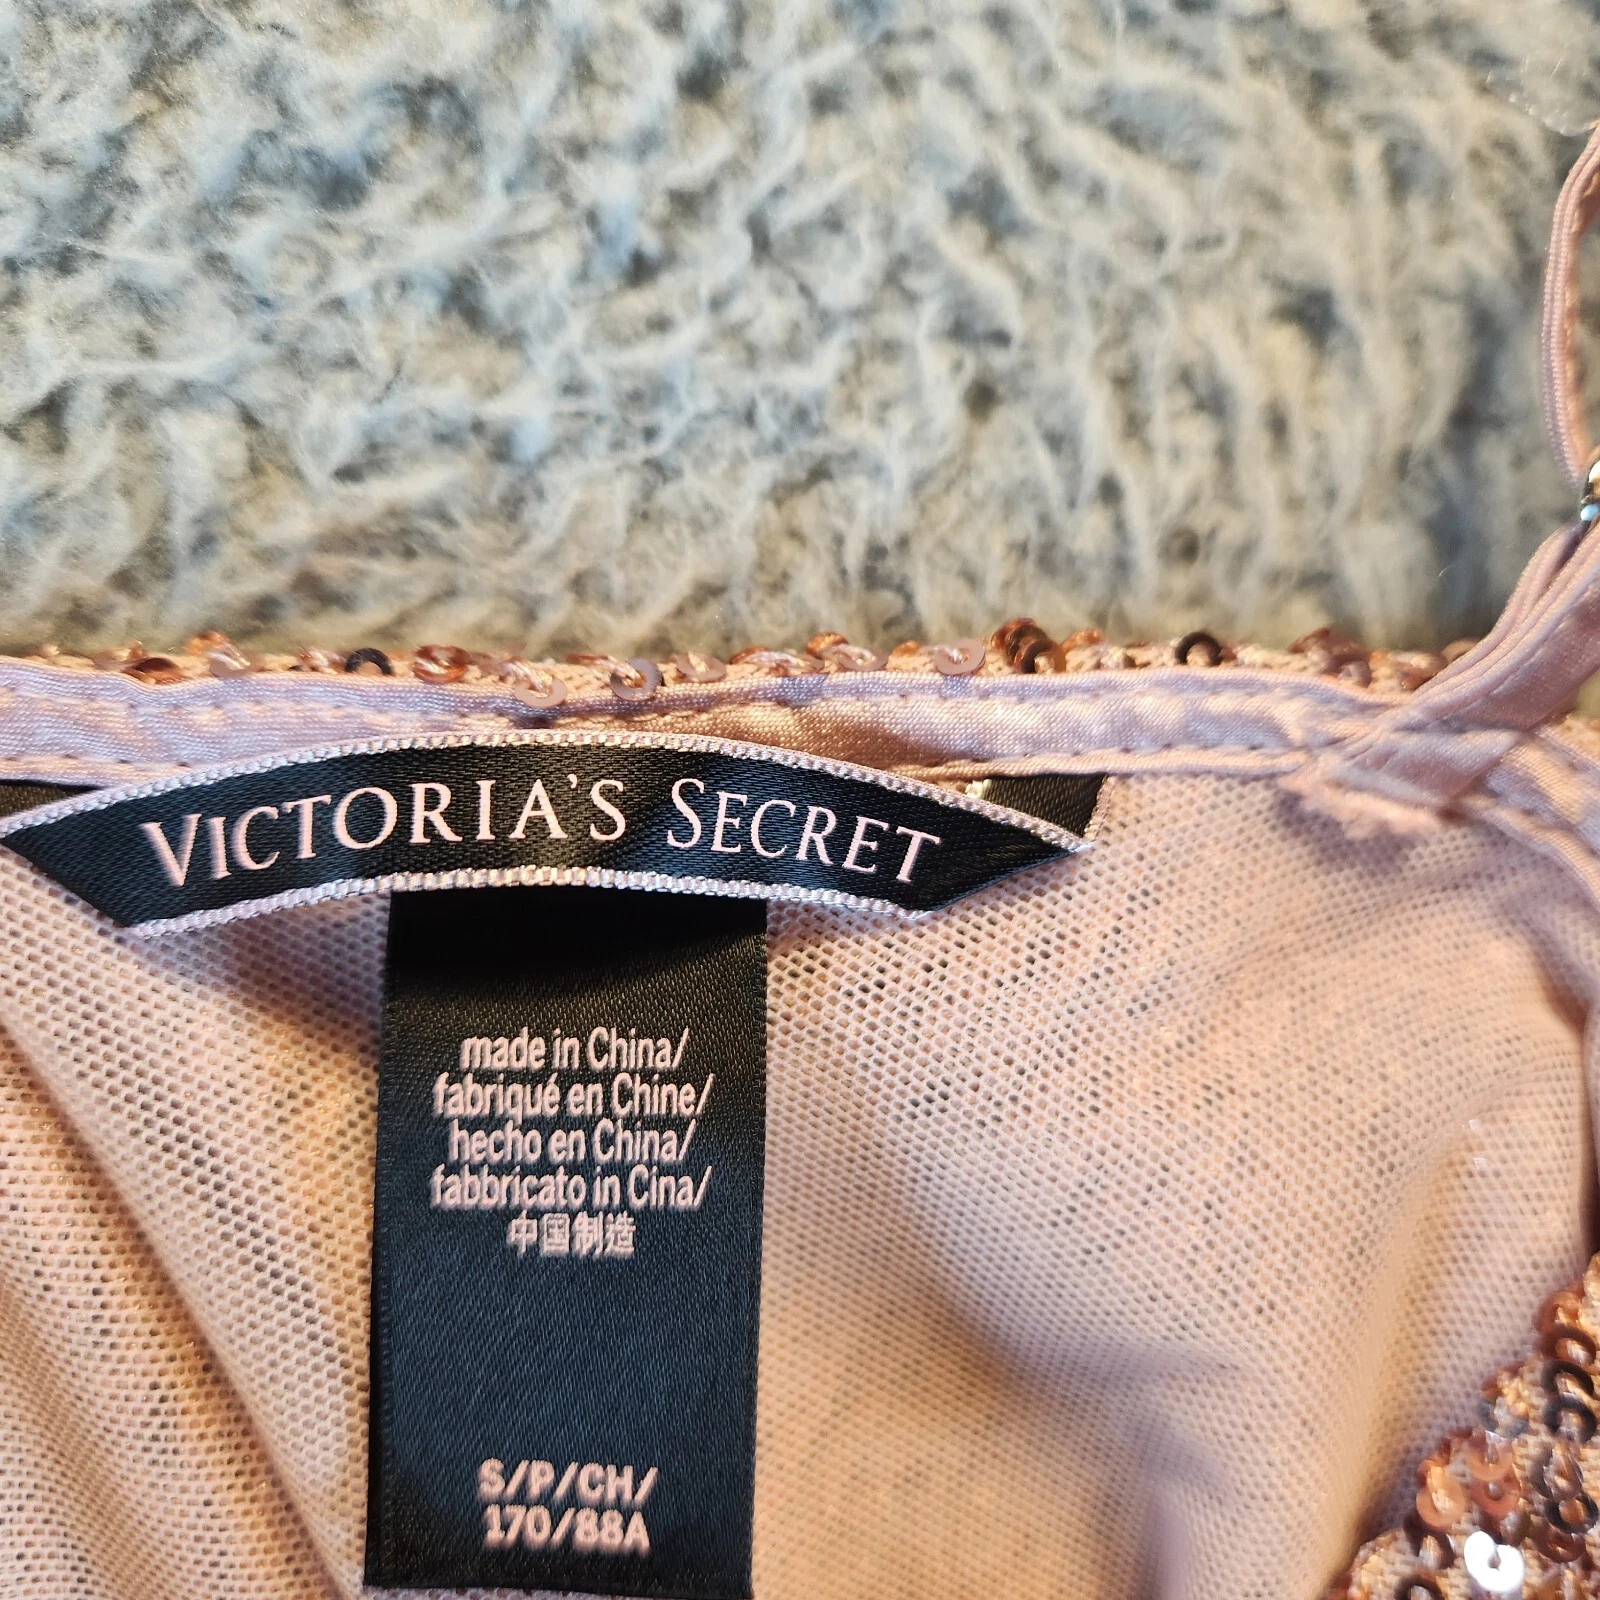 VICTORIA'S SECRET
made in China/
fabriqué en Chine/
hecho en China/
fabbricato in Cina/
中国制造
S/P/CH/
170/88A